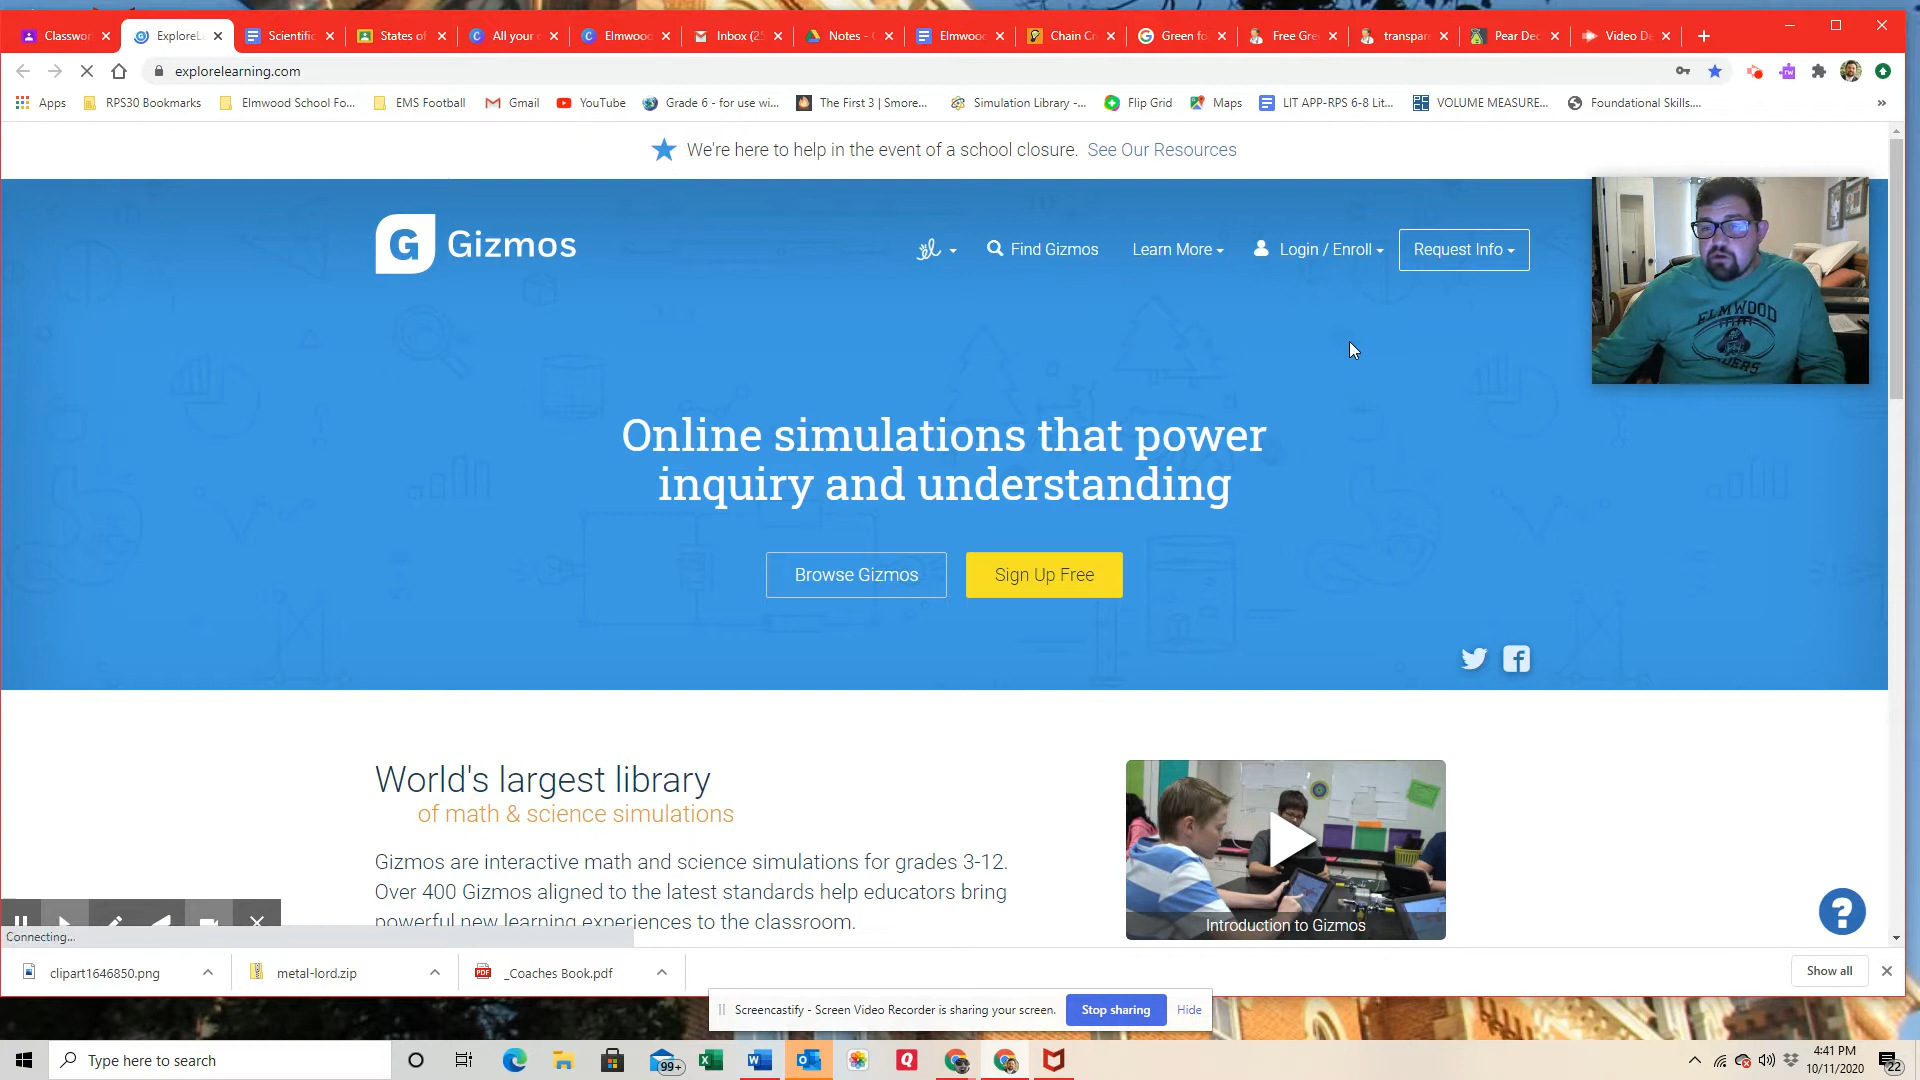 Classwor
ExploreLe
Scientific
States of
All your
Elmwood
Inbox (25
Notes -
Elmwood
Chain Cr
Green fo
Free Gre
transpar
Pear Dec
Video De
explorelearning.com
Apps
RPS30 Bookmarks
Elmwood School Fo...
EMS Football
Gmail
YouTube
Grade 6 - for use wi...
The First 3 | Smore...
Simulation Library -...
Flip Grid
Maps
LIT APP-RPS 6-8 Lit...
VOLUME MEASURE...
Foundational Skills....
We're here to help in the event of a school closure. See Our Resources
G Gizmos
Find Gizmos
Learn More
Login / Enroll
Request Info
ELMWOOD
Online simulations that power
inquiry and understanding
Browse Gizmos
Sign Up Free
World's largest library
of math & science simulations
Gizmos are interactive math and science simulations for grades 3-12.
Over 400 Gizmos aligned to the latest standards help educators bring
powerful new learning experiences to the classroom.
Introduction to Gizmos
?
Connecting...
clipart1646850.png
metal-lord.zip
_Coaches Book.pdf
Show all
Screencastify - Screen Video Recorder is sharing your screen.
Stop sharing
Hide
Type here to search
99+
4:41 PM
10/11/2020
22